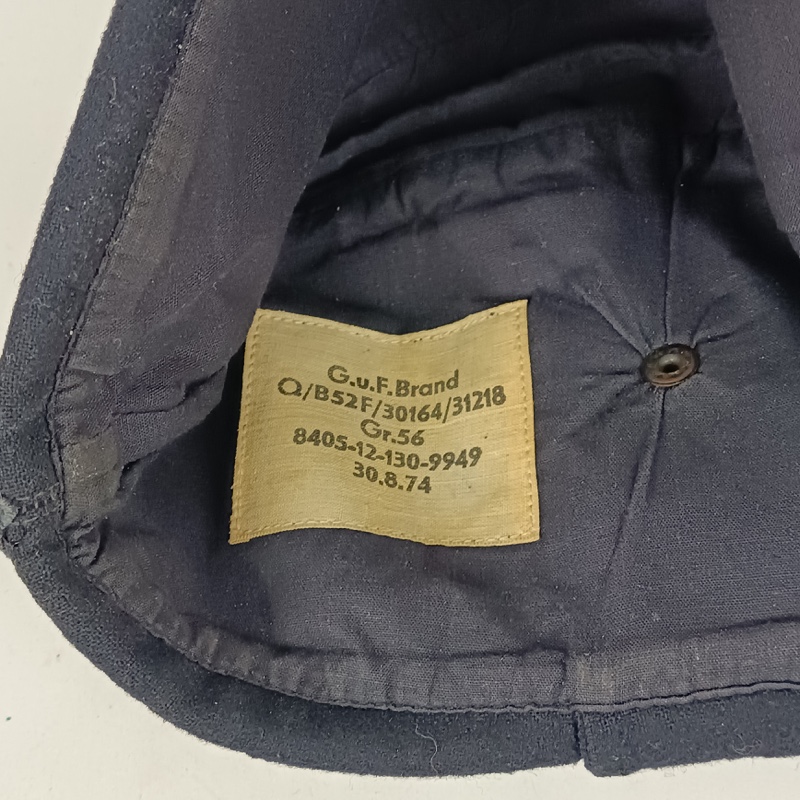 G.u.F.Brand
Q/B52F/30164/31218
Gr.56
8405-12-130-9949
30.8.74